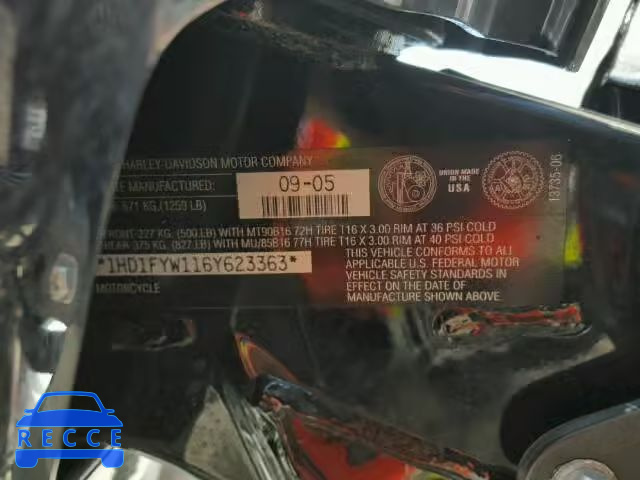 HARLEY-DAVIDSON MOTOR COMPANY
MANUFACTURED:
09-05
571 KG,(1259 LB)
UNION MADE
IN THE
USA
13735-06
FRONT-227 KG. (500 LB) WITH MT90B16 72H TIRE T16 X 3.00 RIM AT 36 PSI COLD
REAR 375 KG. (827 LB) WITH MU/85B16 77H TIRE T16 X 3.00 RIM AT 40 PSI COLD
*1HD1FYW116Y623363*
THIS VEHICLE CONFORMS TO ALL
APPLICABLE U.S. FEDERAL MOTOR
VEHICLE SAFETY STANDARDS IN
EFFECT ON THE DATE OF
MANUFACTURE SHOWN ABOVE.
MOTORCYCLE
RECCE